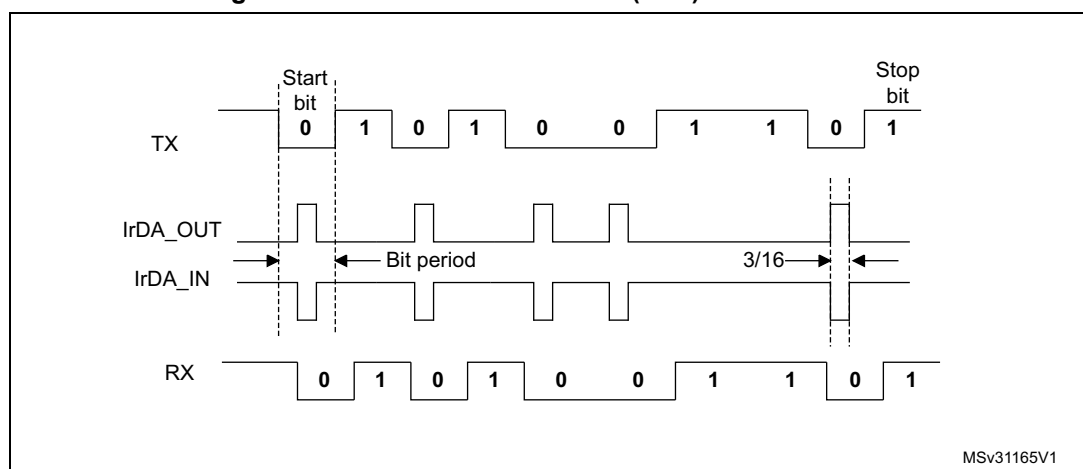 Start
bit
Stop
bit
TX
0 1 0 1 0 0 1 1 0 1
IrDA_OUT
Bit period
3/16
IrDA_IN
RX
0 1 0 1 0 0 1 1 0 1
MSv31165V1